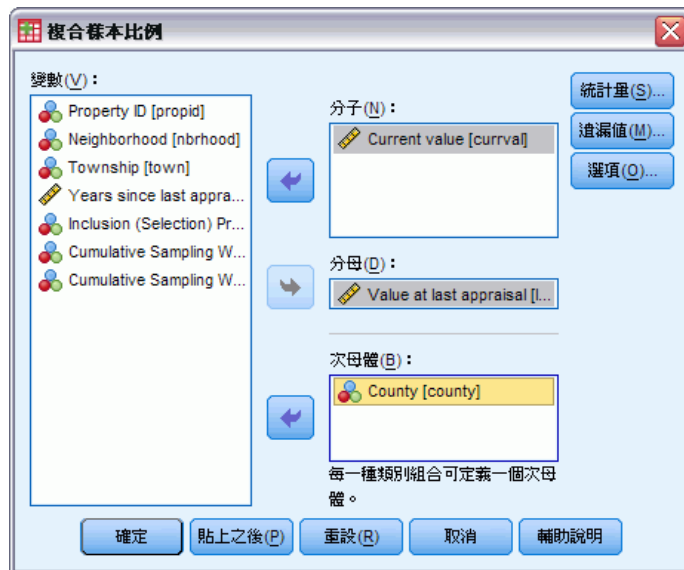 複合樣本比例
變數(V)：
Property ID [propid]
Neighborhood [nbrhood]
Township [town]
Years since last appra...
Inclusion (Selection) Pr...
Cumulative Sampling W...
Cumulative Sampling W...
分子(N)：
Current value [currval]
分母(D)：
Value at last appraisal [l...
次母體(B)：
County [county]
每一種類別組合可定義一個次母
體。
統計量(S)...
遺漏值(M)...
選項(O)...
確定
貼上之後(P)
重設(R)
取消
輔助說明